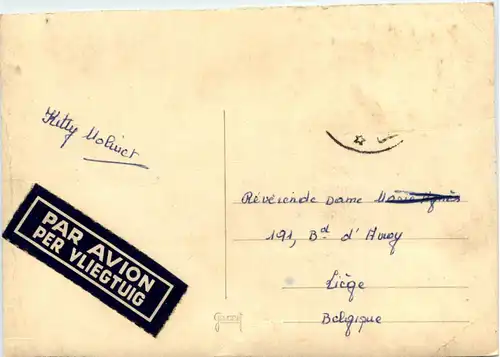 Kitty Molinet
PAR AVION
PER VLIEGTUIG
Révérende Dame
191, Bd d'Avroy
Liège
Belgique